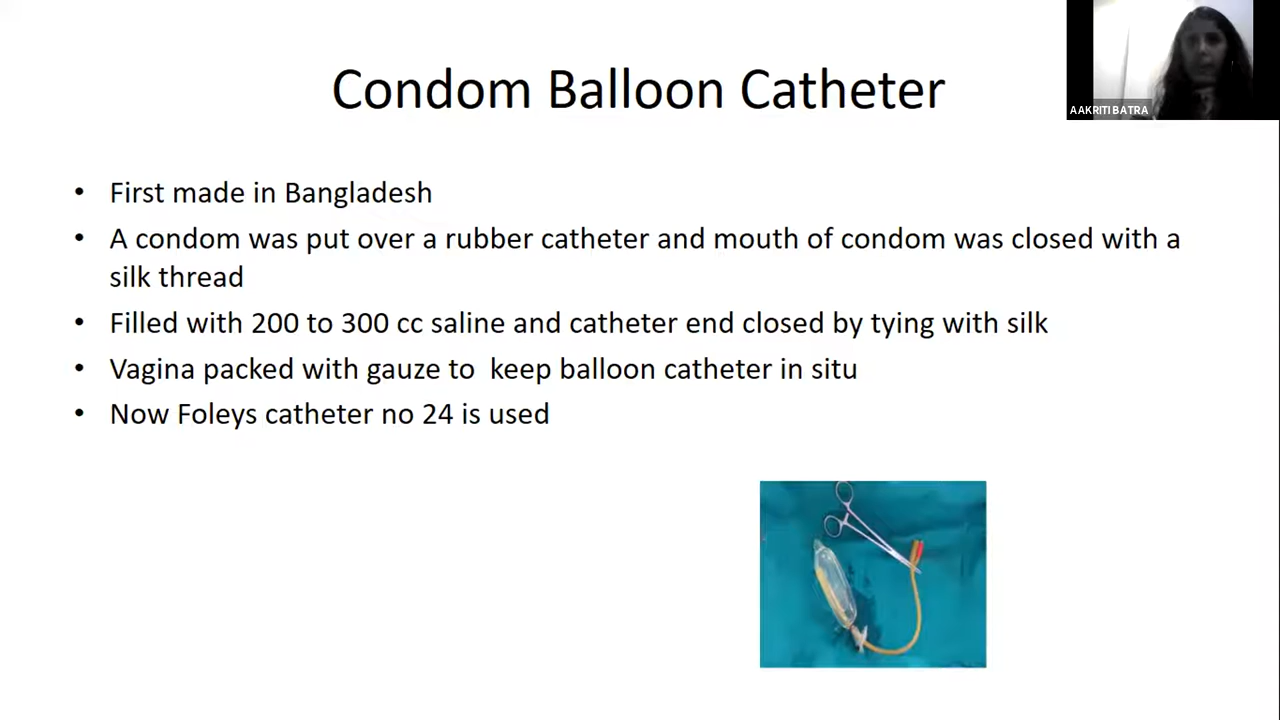 Condom Balloon Catheter
AAKRITI BATRA
• First made in Bangladesh
• A condom was put over a rubber catheter and mouth of condom was closed with a
silk thread
• Filled with 200 to 300 cc saline and catheter end closed by tying with silk
• Vagina packed with gauze to  keep balloon catheter in situ
• Now Foleys catheter no 24 is used